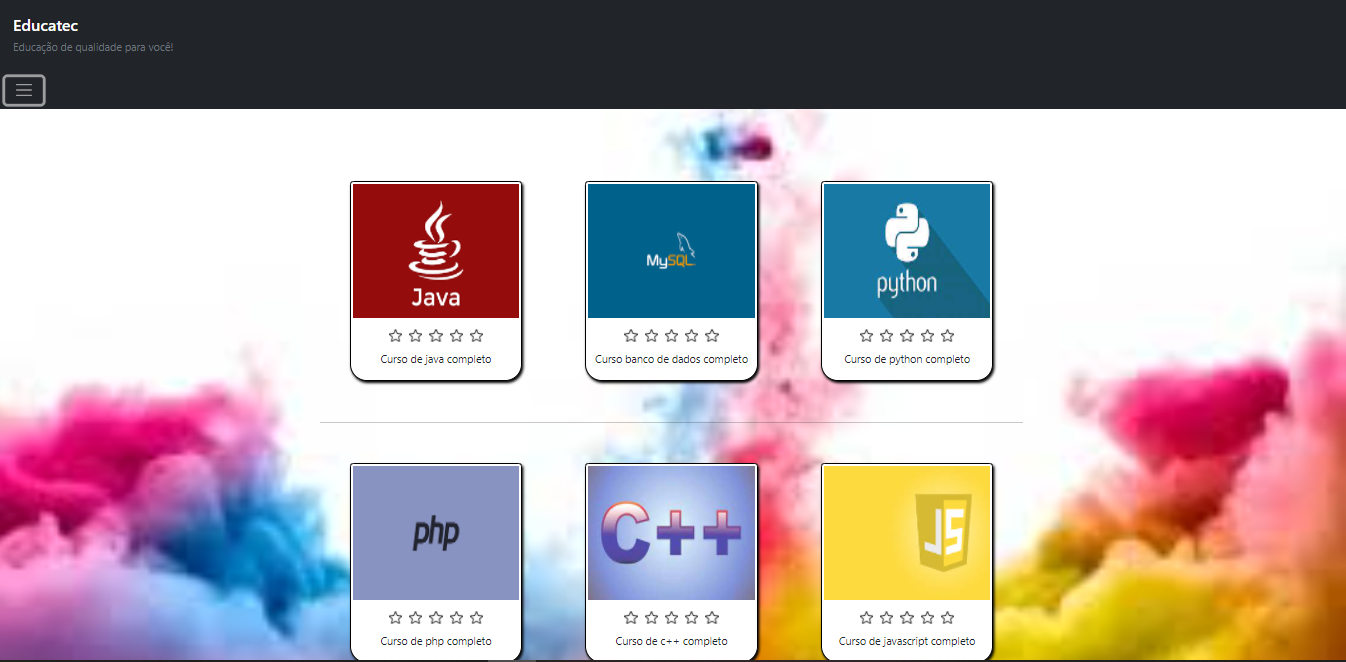 Educatec
Educação de qualidade para você!
Java
MySQL
python
Curso de java completo
Curso banco de dados completo
Curso de python completo
php
C++
JS
Curso de php completo
Curso de c++ completo
Curso de javascript completo